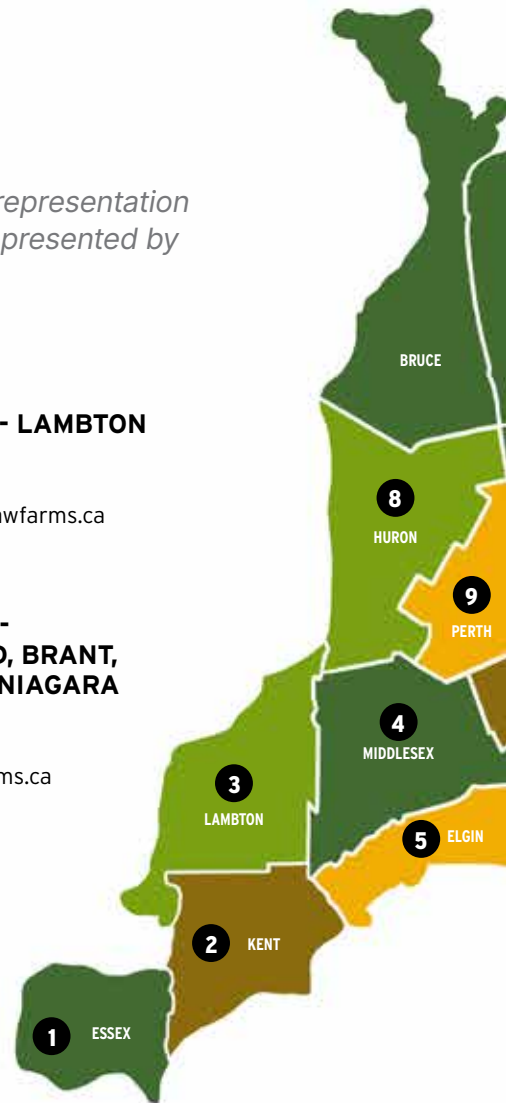 representation
presented by
- LAMBTON
wfarms.ca
-
, BRANT,
NIAGARA
ms.ca
BRUCE
8
HURON
9
PERTH
4
MIDDLESEX
3
LAMBTON
5 ELGIN
2 KENT
1 ESSEX